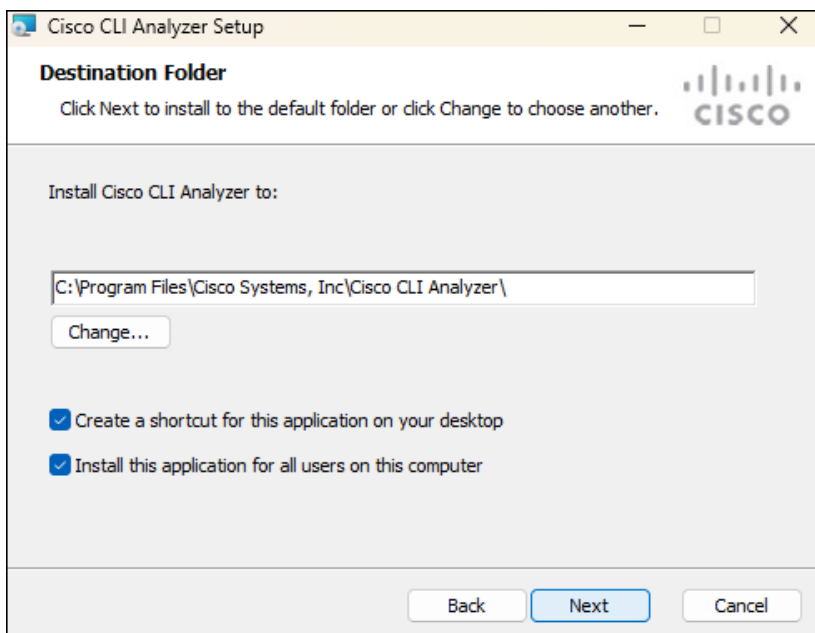 Cisco CLI Analyzer Setup
Destination Folder
Click Next to install to the default folder or click Change to choose another.
CISCO
Install Cisco CLI Analyzer to:
C:\Program Files\Cisco Systems, Inc\Cisco CLI Analyzer\
Change...
Create a shortcut for this application on your desktop
Install this application for all users on this computer
Back Next Cancel